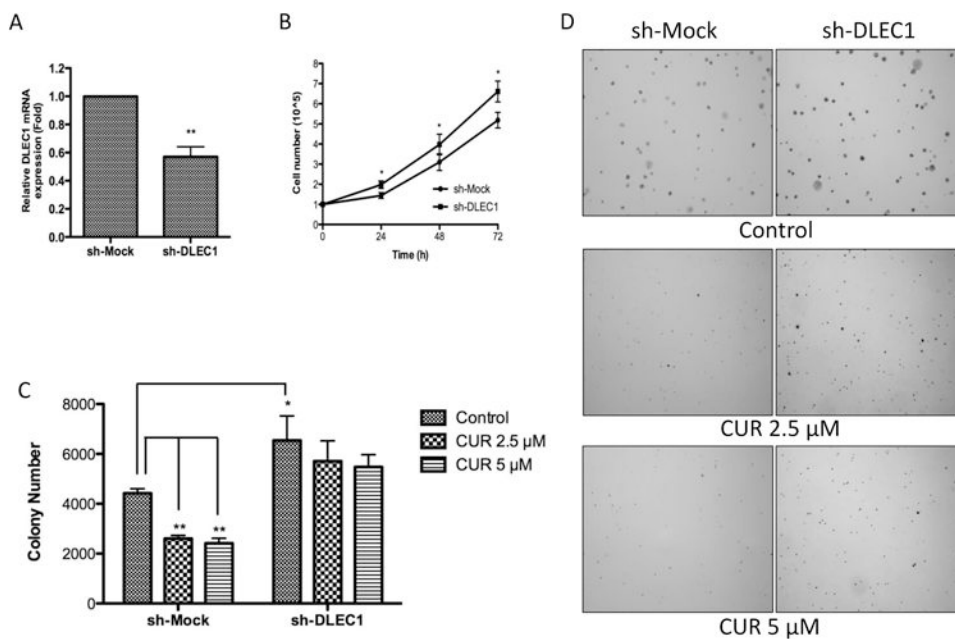 A
Relative DLEC1 mRNA
expression (Fold)
1.2
1.0
0.8
0.6
0.4
0.2
0.0
**
sh-Mock
sh-DLEC1
B
Cell number (10^5)
8
7
6
5
4
3
2
1
0
*
*
*
sh-Mock
sh-DLEC1
0
24
48
72
Time (h)
C
Colony Number
8000
6000
4000
2000
0
**
**
*
Control
CUR 2.5 µM
CUR 5 µM
sh-Mock
sh-DLEC1
D
sh-Mock
sh-DLEC1
Control
CUR 2.5 µM
CUR 5 µM